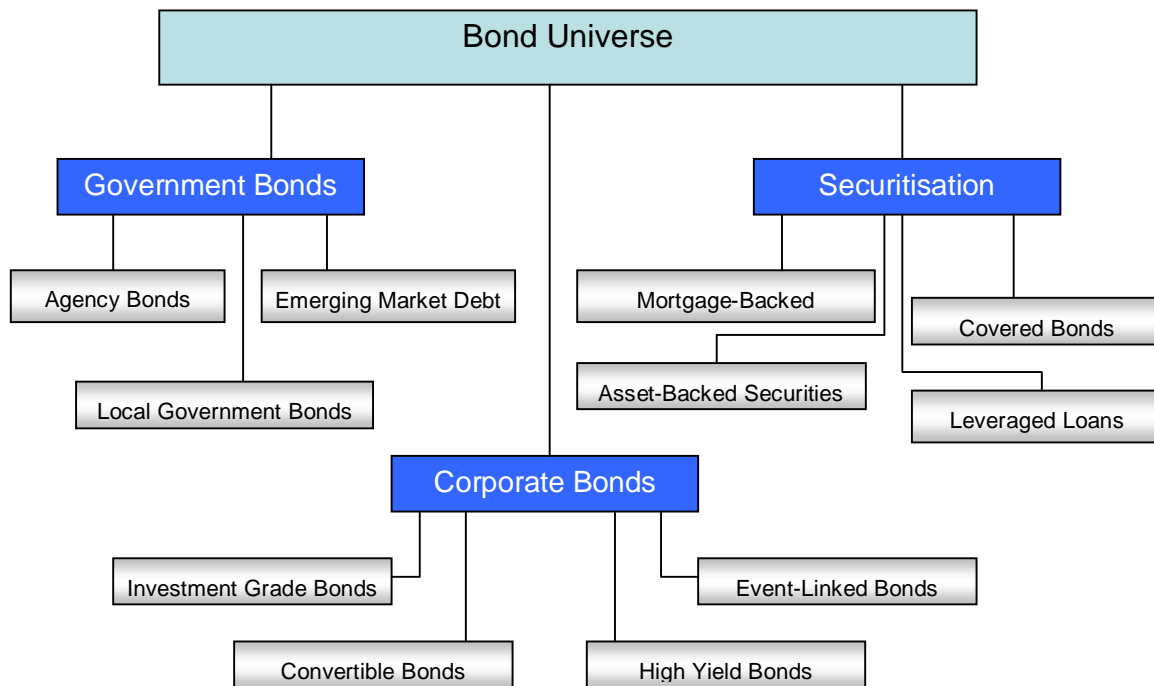 Bond Universe
Government Bonds
Securitisation
Agency Bonds
Emerging Market Debt
Mortgage-Backed
Covered Bonds
Asset-Backed Securities
Local Government Bonds
Leveraged Loans
Corporate Bonds
Investment Grade Bonds
Event-Linked Bonds
Convertible Bonds
High Yield Bonds